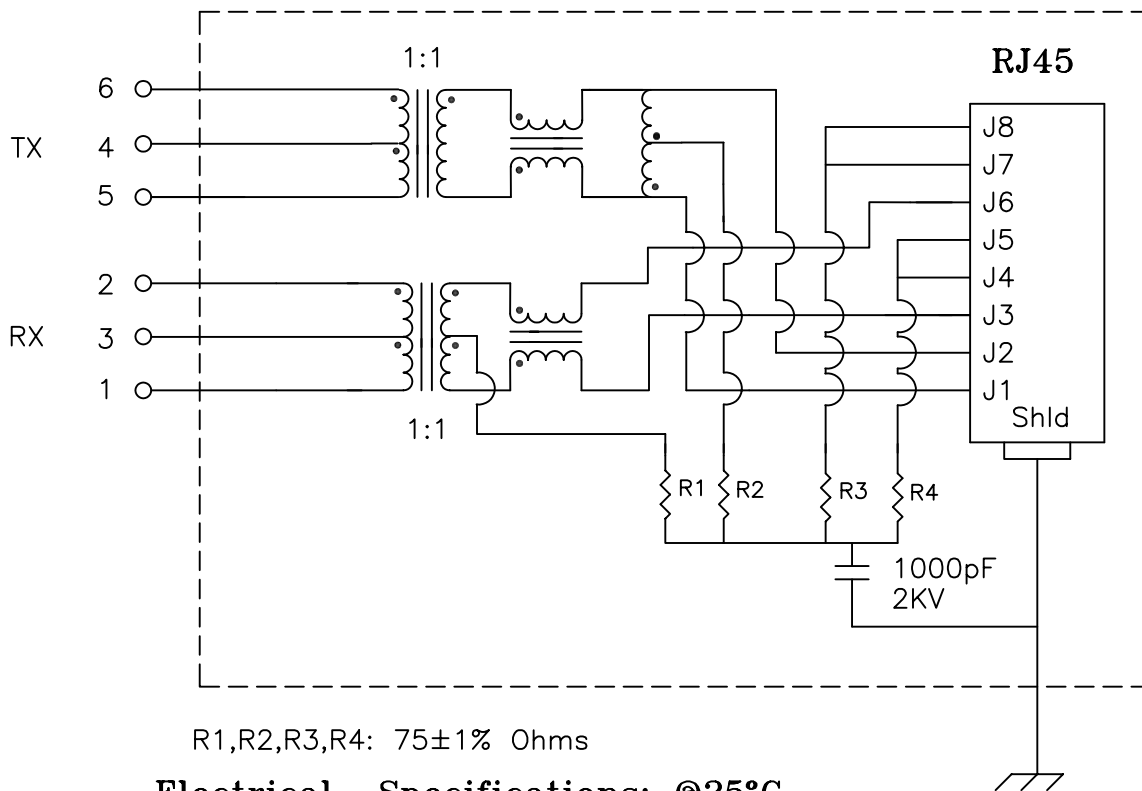 1:1
RJ45
6
TX
4
5
2
RX
3
1
1:1
J8
J7
J6
J5
J4
J3
J2
J1
Shld
R1
R2
R3
R4
1000pF
2KV
R1,R2,R3,R4: 75±1% Ohms
Electrical Specifications: @25°C